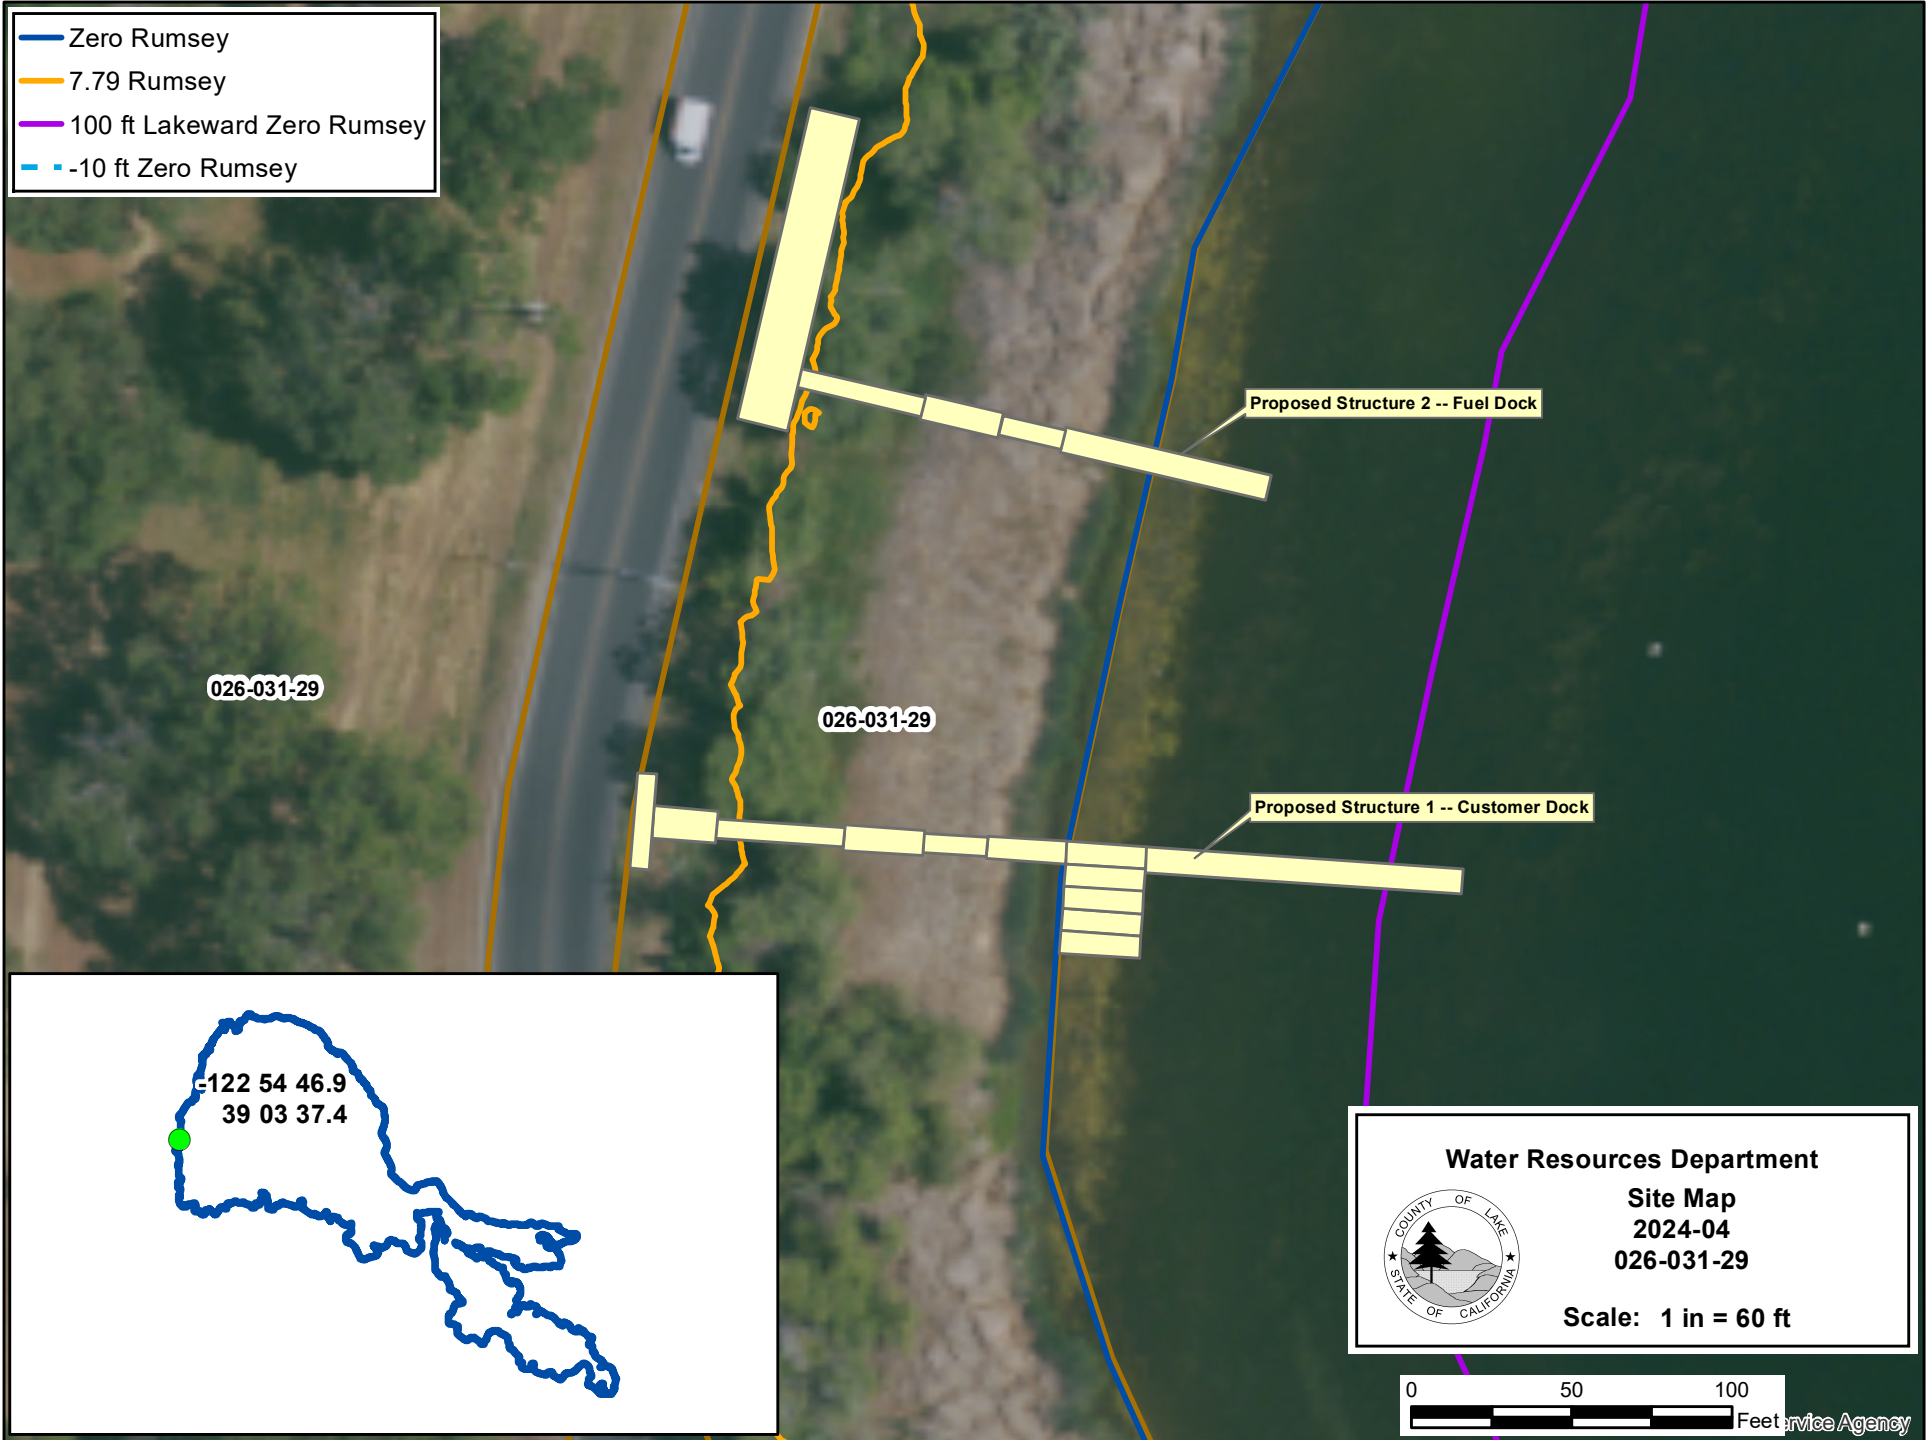 Zero Rumsey
7.79 Rumsey
100 ft Lakeward Zero Rumsey
-10 ft Zero Rumsey
Proposed Structure 2 -- Fuel Dock
026-031-29
026-031-29
Proposed Structure 1 -- Customer Dock
-122 54 46.9
39 03 37.4
Water Resources Department
Site Map
2024-04
026-031-29
COUNTY OF LAKE
STATE OF CALIFORNIA
Scale: 1 in = 60 ft
0 50 100
Feet
Agency